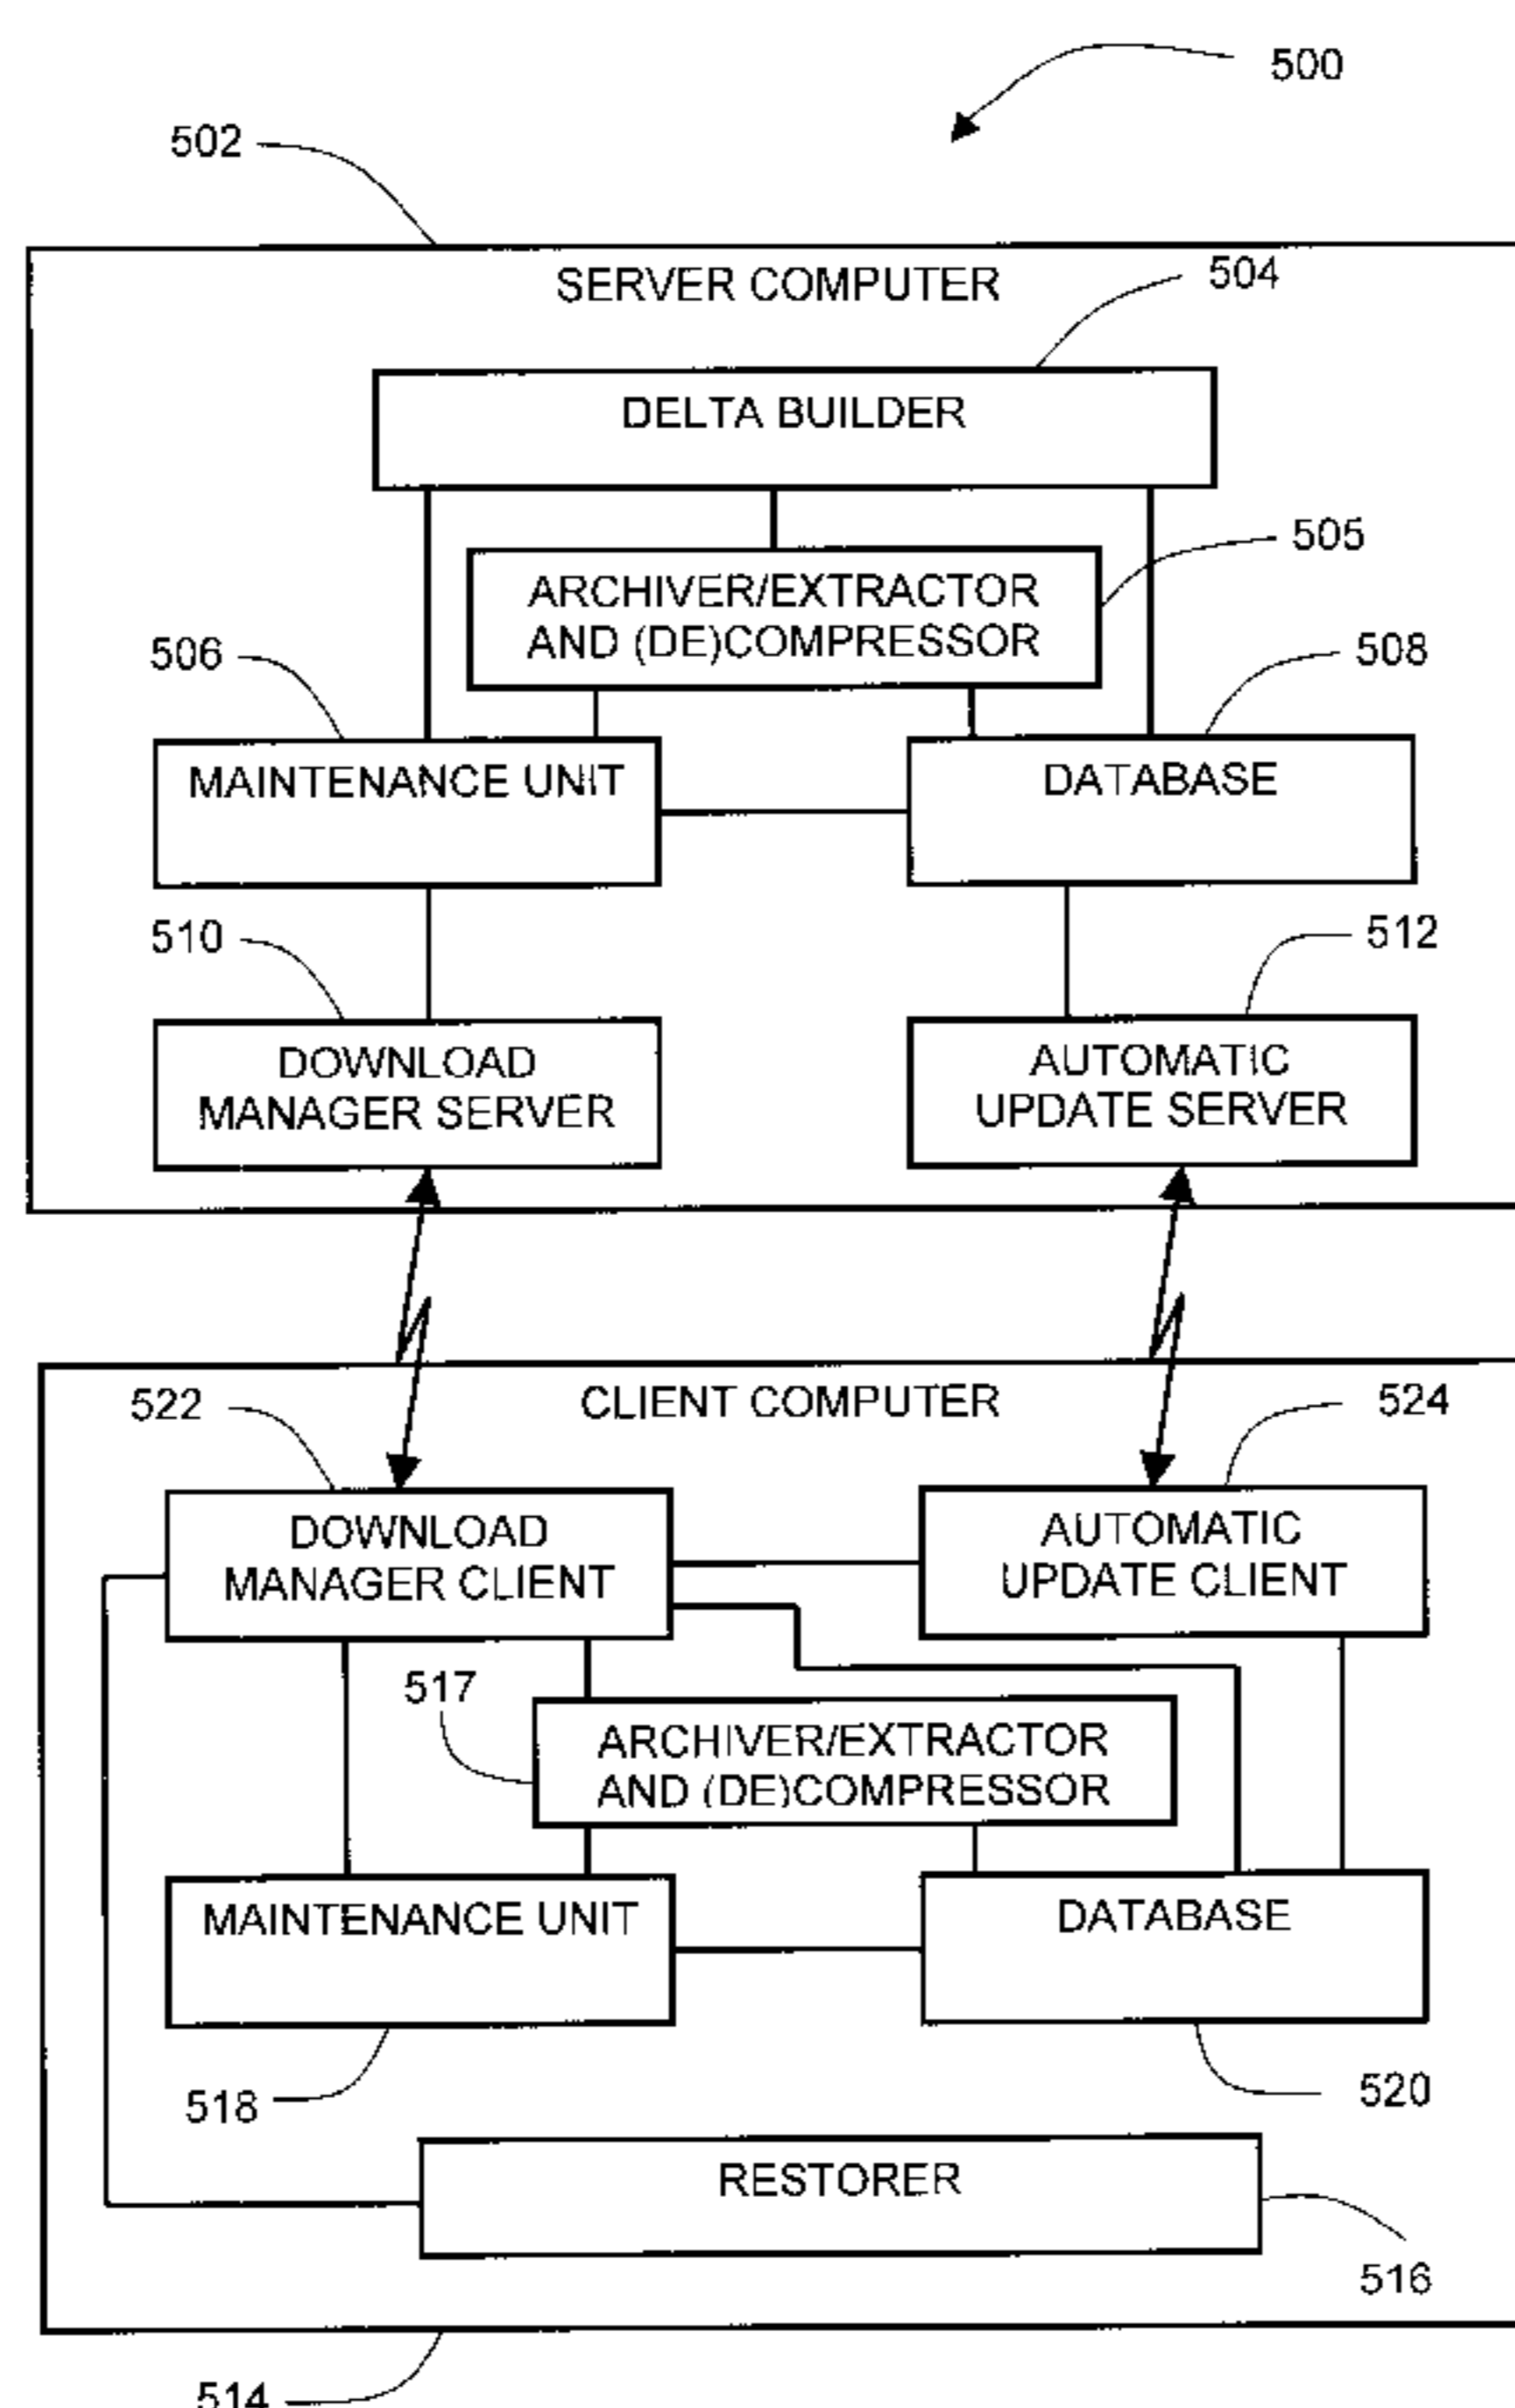 500
502
SERVER COMPUTER
504
DELTA BUILDER
505
ARCHIVER/EXTRACTOR
AND (DE)COMPRESSOR
506
508
MAINTENANCE UNIT
DATABASE
510
512
DOWNLOAD
MANAGER SERVER
AUTOMATIC
UPDATE SERVER
522
CLIENT COMPUTER
524
DOWNLOAD
MANAGER CLIENT
AUTOMATIC
UPDATE CLIENT
517
ARCHIVER/EXTRACTOR
AND (DE)COMPRESSOR
MAINTENANCE UNIT
DATABASE
518
520
RESTORER
516
514